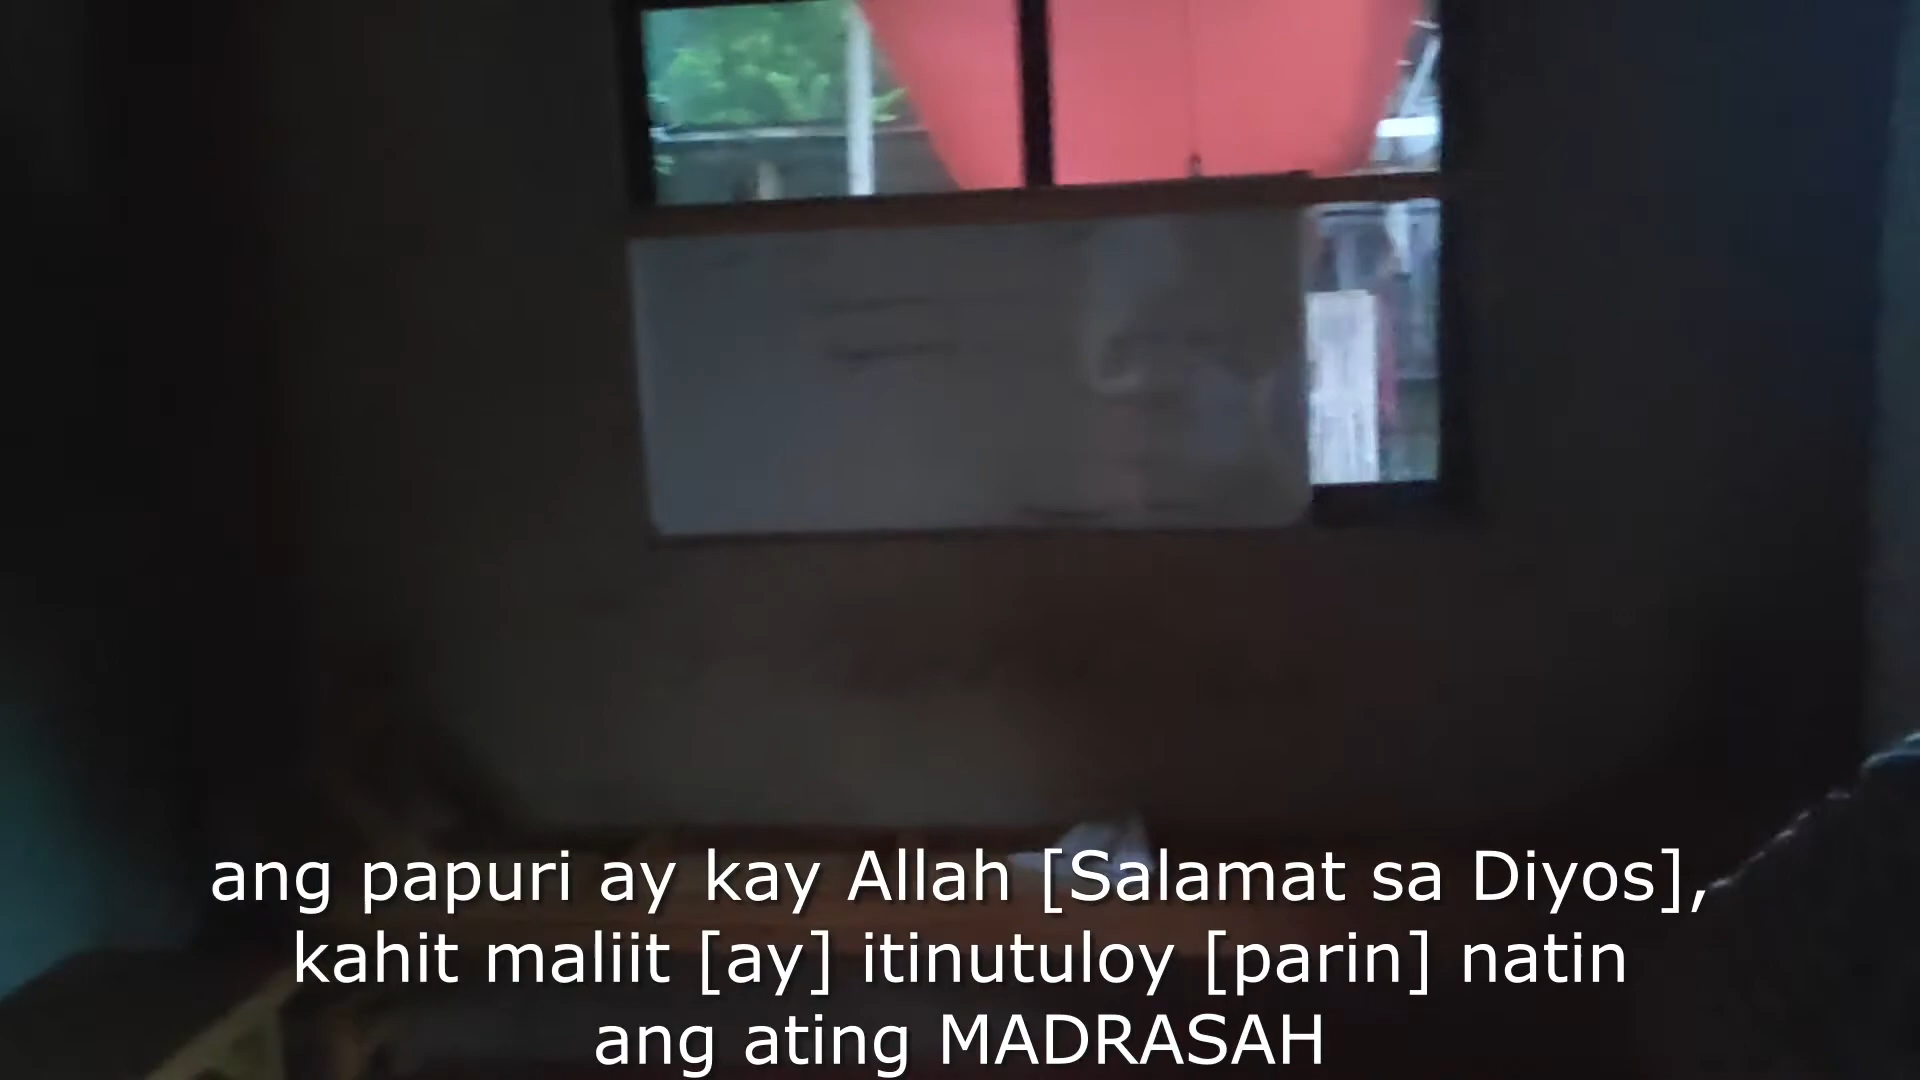 ang papuri ay kay Allah [Salamat sa Diyos],
kahit maliit [ay] itinutuloy [parin] natin
ang ating MADRASAH